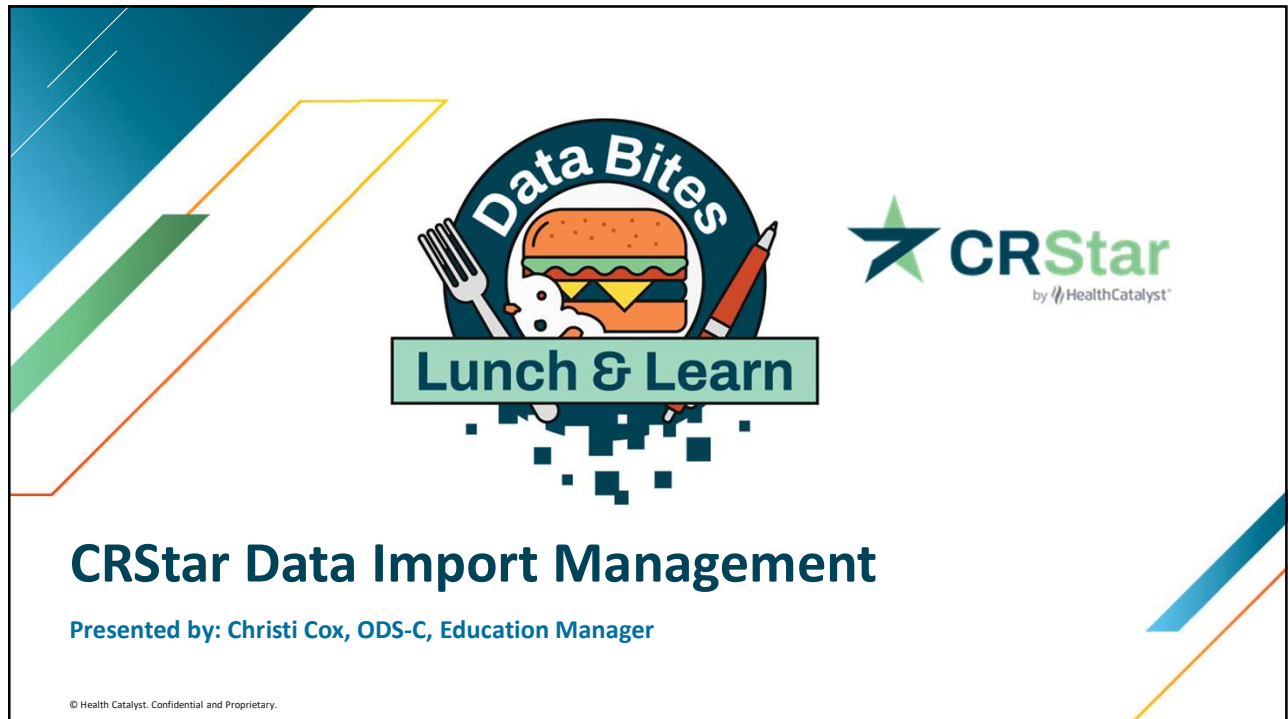 Data Bites
Lunch & Learn
CRStar
by HealthCatalyst
CRStar Data Import Management
Presented by: Christi Cox, ODS-C, Education Manager
© Health Catalyst. Confidential and Proprietary.